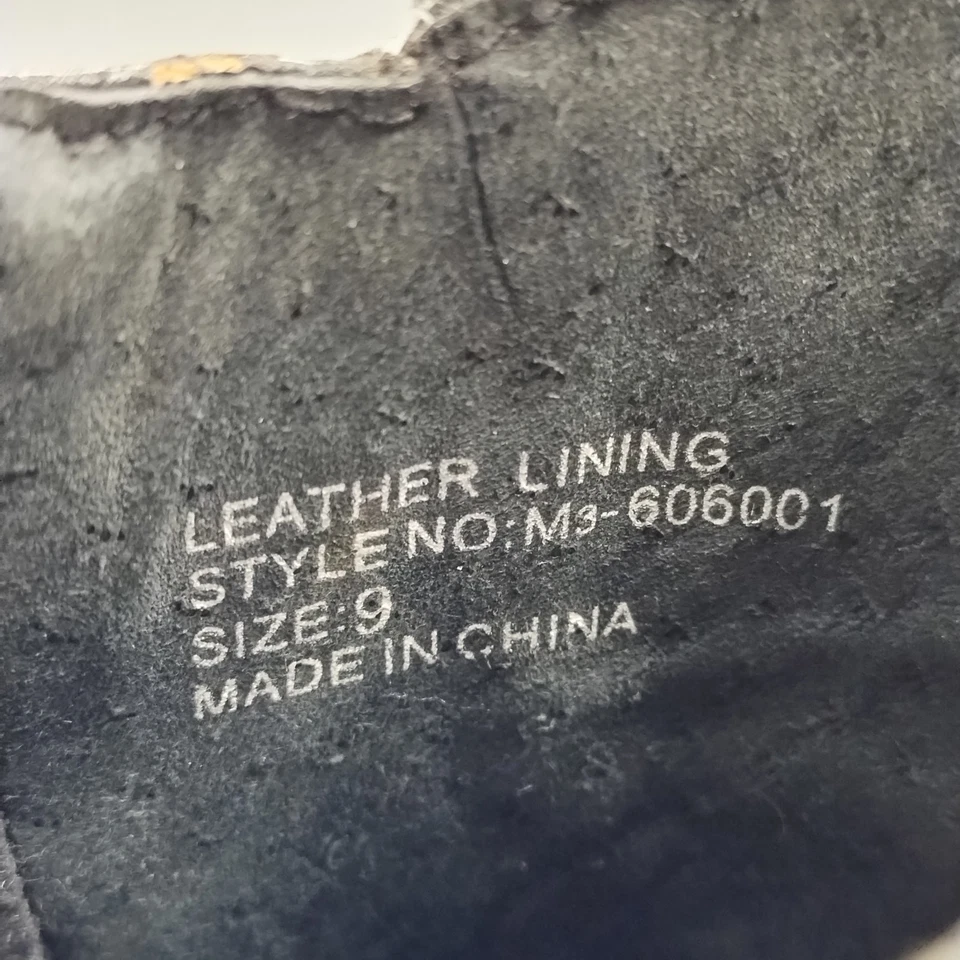 LEATHER LINING
STYLE NO:M3-606001
SIZE:9
MADE IN CHINA